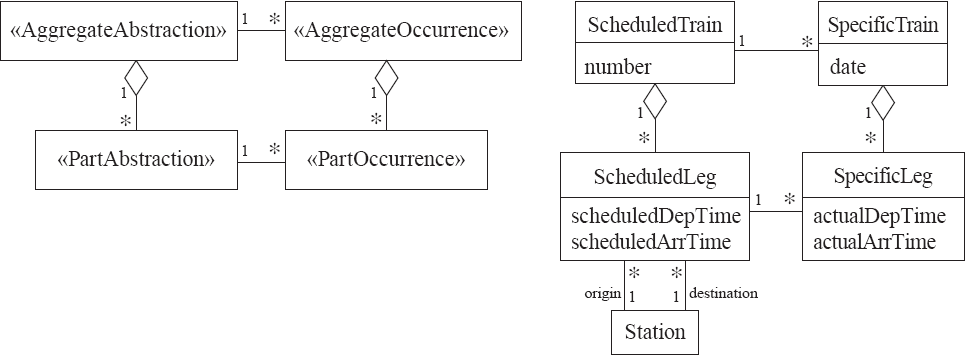 «AggregateAbstraction»
1
*
«AggregateOccurrence»
1
*
1
*
«PartAbstraction»
1
*
«PartOccurrence»
ScheduledTrain
number
1
*
SpecificTrain
date
1
*
1
*
ScheduledLeg
scheduledDepTime
scheduledArrTime
1
*
SpecificLeg
actualDepTime
actualArrTime
*
*
origin
1
1
destination
Station